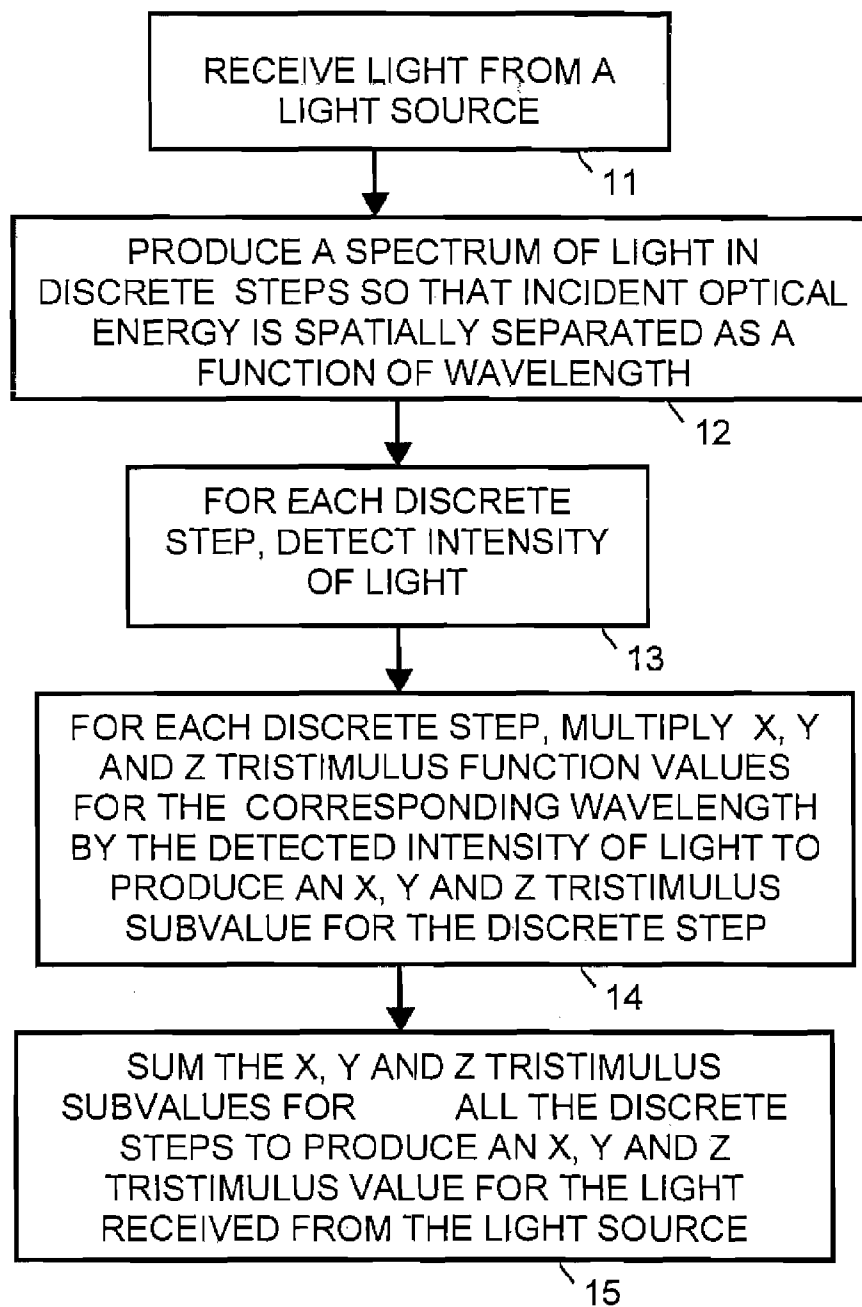 RECEIVE LIGHT FROM A
LIGHT SOURCE
11
PRODUCE A SPECTRUM OF LIGHT IN
DISCRETE STEPS SO THAT INCIDENT OPTICAL
ENERGY IS SPATIALLY SEPARATED AS A
FUNCTION OF WAVELENGTH
12
FOR EACH DISCRETE
STEP, DETECT INTENSITY
OF LIGHT
13
FOR EACH DISCRETE STEP, MULTIPLY X, Y
AND Z TRISTIMULUS FUNCTION VALUES
FOR THE CORRESPONDING WAVELENGTH
BY THE DETECTED INTENSITY OF LIGHT TO
PRODUCE AN X, Y AND Z TRISTIMULUS
SUBVALUE FOR THE DISCRETE STEP
14
SUM THE X, Y AND Z TRISTIMULUS
SUBVALUES FOR ALL THE DISCRETE
STEPS TO PRODUCE AN X, Y AND Z
TRISTIMULUS VALUE FOR THE LIGHT
RECEIVED FROM THE LIGHT SOURCE
15